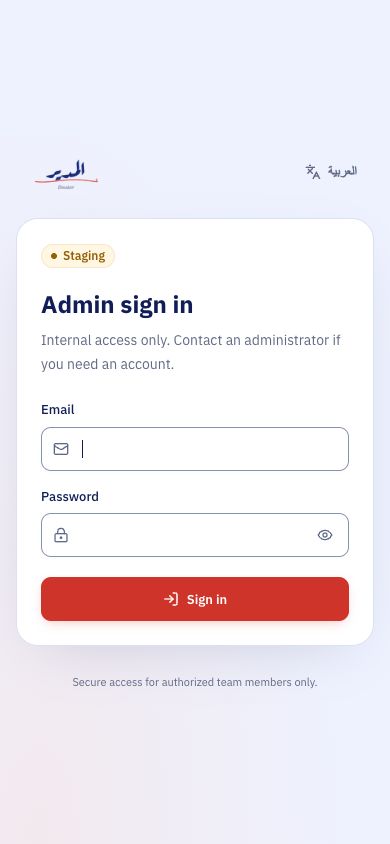 المدير
العربية
Staging
Admin sign in
Internal access only. Contact an administrator if
you need an account.
Email
Password
Sign in
Secure access for authorized team members only.